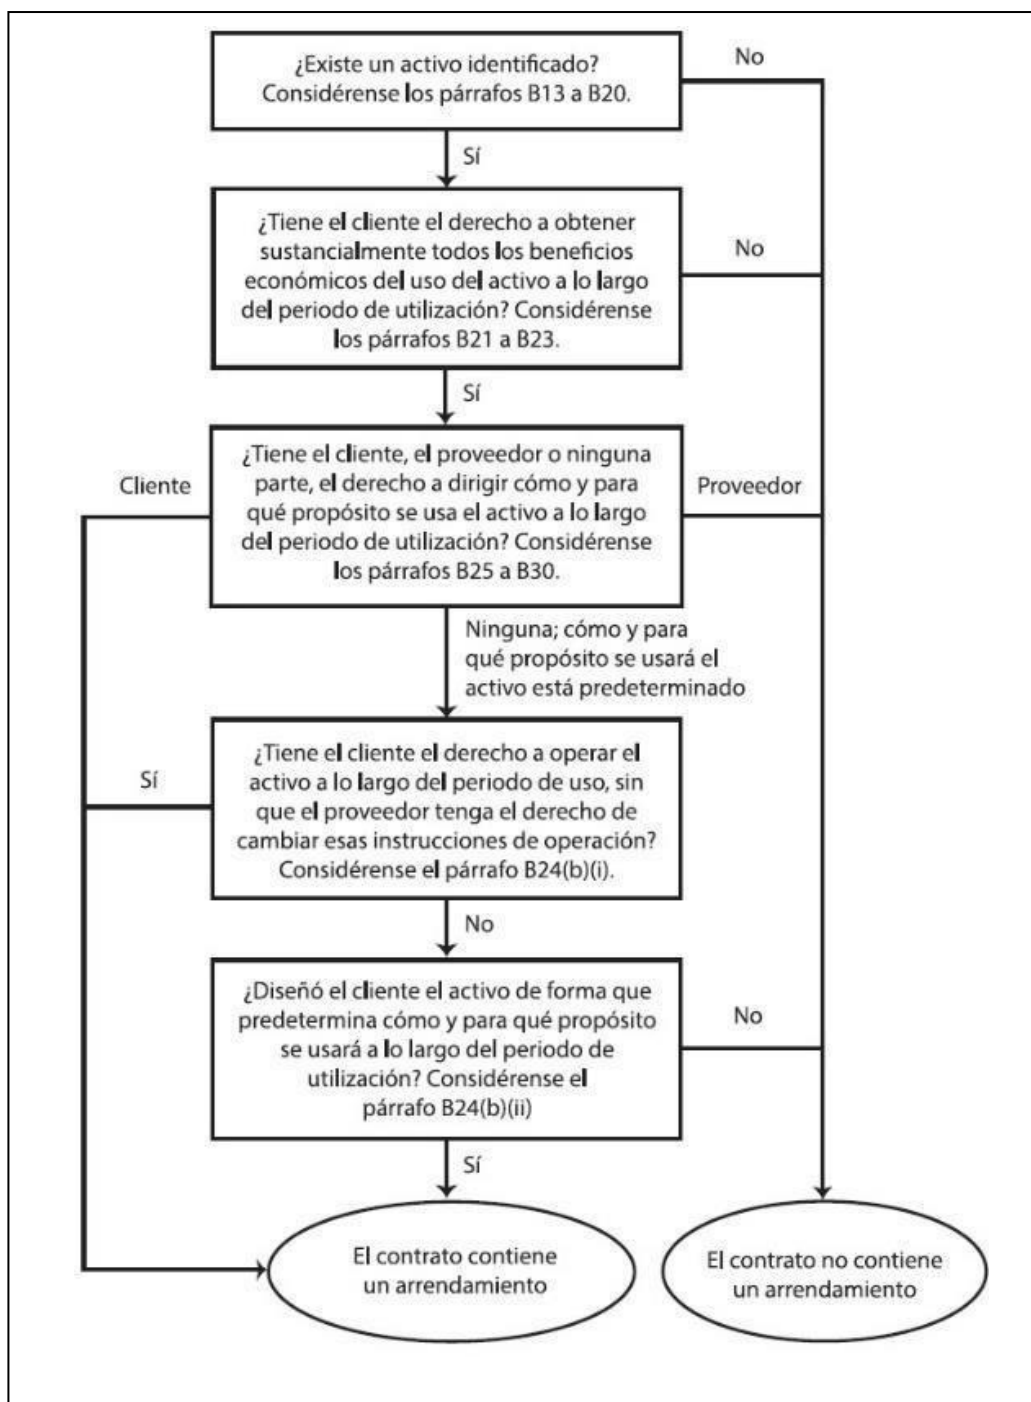 ¿Existe un activo identificado?
Considérense los párrafos B13 a B20.
No
Sí
¿Tiene el cliente el derecho a obtener
sustancialmente todos los beneficios
económicos del uso del activo a lo largo
del periodo de utilización? Considérense
los párrafos B21 a B23.
No
Sí
¿Tiene el cliente, el proveedor o ninguna
parte, el derecho a dirigir cómo y para
qué propósito se usa el activo a lo largo
del periodo de utilización? Considérense
los párrafos B25 a B30.
Cliente
Proveedor
Ninguna; cómo y para
qué propósito se usará el
activo está predeterminado
¿Tiene el cliente el derecho a operar el
activo a lo largo del periodo de uso, sin
que el proveedor tenga el derecho de
cambiar esas instrucciones de operación?
Considérense el párrafo B24(b)(i).
Sí
No
¿Diseñó el cliente el activo de forma que
predetermina cómo y para qué propósito
se usará a lo largo del periodo de
utilización? Considérense el
párrafo B24(b)(ii)
No
Sí
El contrato contiene
un arrendamiento
El contrato no contiene
un arrendamiento